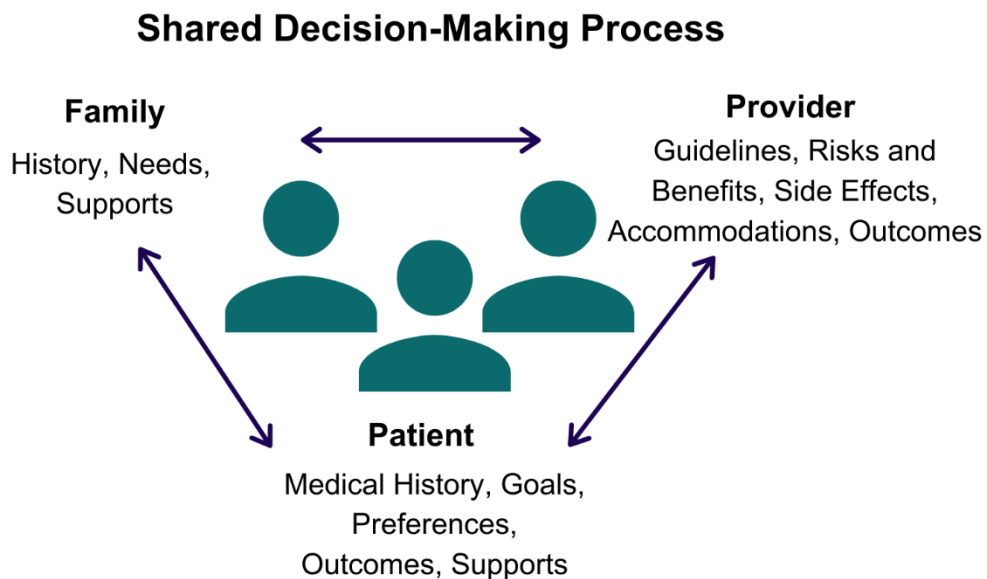 Shared Decision-Making Process
Family
History, Needs,
Supports
Provider
Guidelines, Risks and
Benefits, Side Effects,
Accommodations, Outcomes
Patient
Medical History, Goals,
Preferences,
Outcomes, Supports